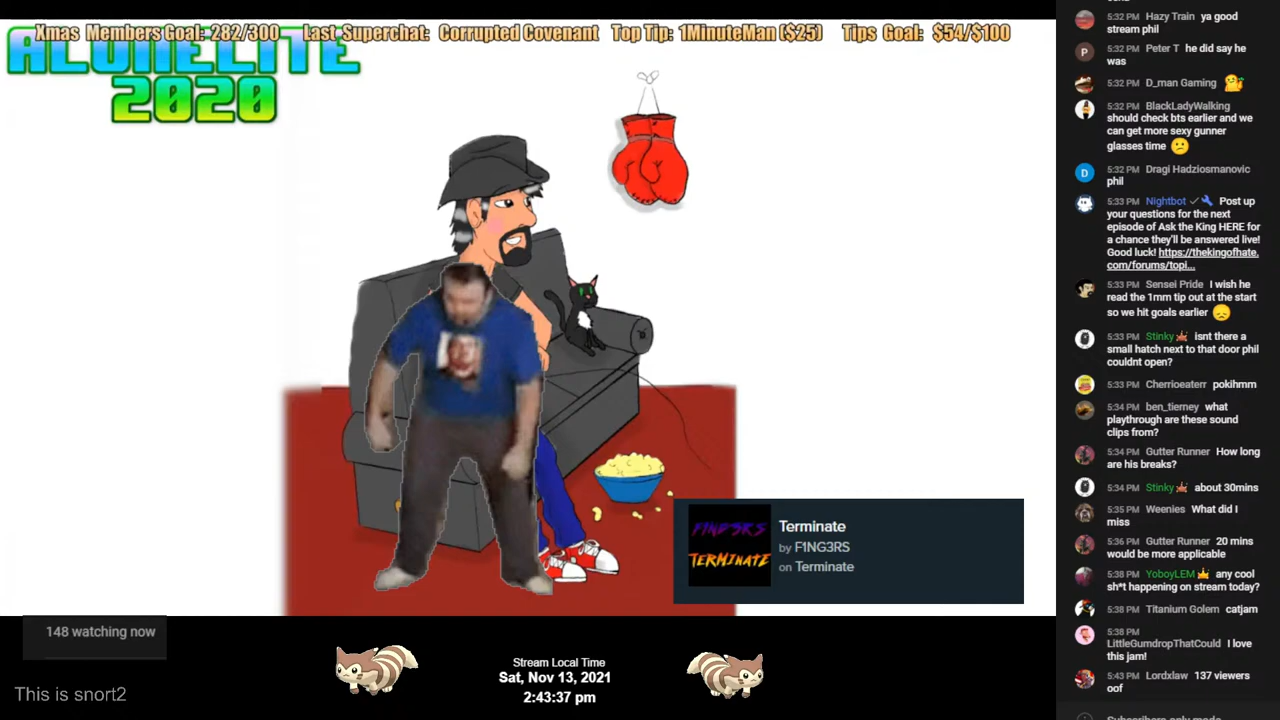 Xmas Members Goal: 282/300 Last Superchat: Corrupted Covenant Top Tip: 1MinuteMan ($25) Tips Goal: $54/$100
ALONELITE
2020
Terminate
by F1NG3RS
on Terminate
F1NG3RS
TERMINATE
148 watching now
This is snort2
Stream Local Time
Sat, Nov 13, 2021
2:43:37 pm
5:32 PM Hazy Train ya good
stream phil
P
5:32 PM Peter T he did say he
was
5:32 PM D_man Gaming
5:32 PM BlackLadyWalking
should check bts earlier and we
can get more sexy gunner
glasses time
D
5:32 PM Dragi Hadziosmanovic
phil
5:33 PM Nightbot Post up
your questions for the next
episode of Ask the King HERE for
a chance they'll be answered live!
Good luck! https://thekingofhate.
com/forums/topi...
5:33 PM Sensei Pride I wish he
read the 1mm tip out at the start
so we hit goals earlier
5:33 PM Stinky isnt there a
small hatch next to that door phil
couldnt open?
5:33 PM Cherrioeaterr pokihmm
5:34 PM ben_tierney what
playthrough are these sound
clips from?
5:34 PM Gutter Runner How long
are his breaks?
5:34 PM Stinky about 30mins
5:35 PM Weenies What did I
miss
5:36 PM Gutter Runner 20 mins
would be more applicable
5:38 PM YoboyLEM any cool
sh*t happening on stream today?
5:38 PM Titanium Golem catjam
5:38 PM
LittleGumdropThatCould I love
this jam!
5:43 PM Lordxlaw 137 viewers
oof